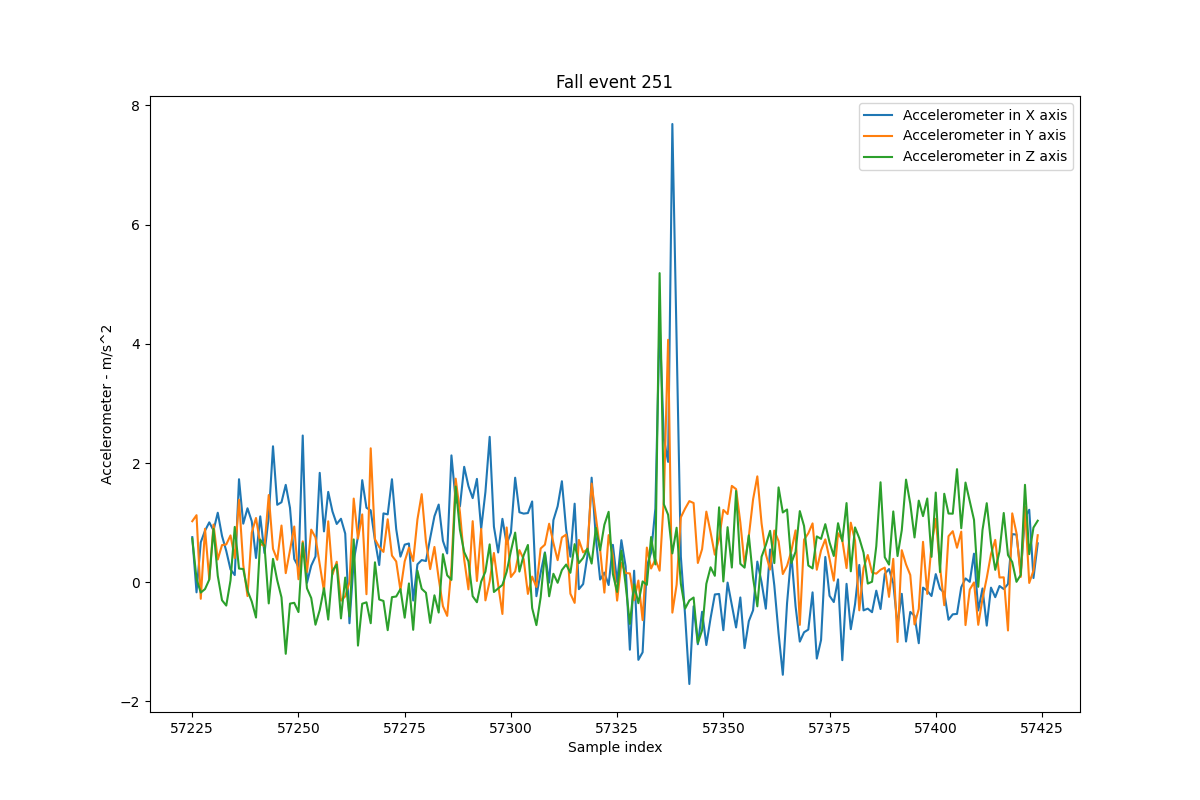 Fall event 251
Accelerometer in X axis
Accelerometer in Y axis
Accelerometer in Z axis
Accelerometer - m/s^2
8
6
4
2
0
−2
57225 57250 57275 57300 57325 57350 57375 57400 57425
Sample index